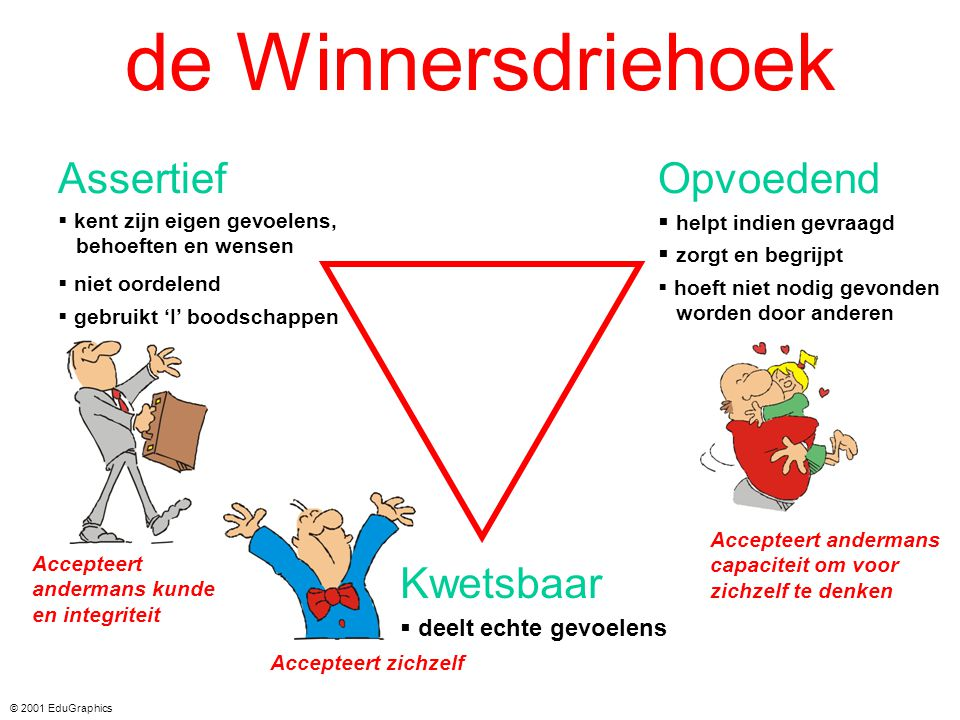 de Winnersdriehoek
Assertief
▪ kent zijn eigen gevoelens,
behoeften en wensen
▪ niet oordelend
▪ gebruikt ‘I’ boodschappen
Opvoedend
▪ helpt indien gevraagd
▪ zorgt en begrijpt
▪ hoeft niet nodig gevonden
worden door anderen
Accepteert
andermans kunde
en integriteit
Accepteert andermans
capaciteit om voor
zichzelf te denken
Kwetsbaar
▪ deelt echte gevoelens
Accepteert zichzelf
© 2001 EduGraphics